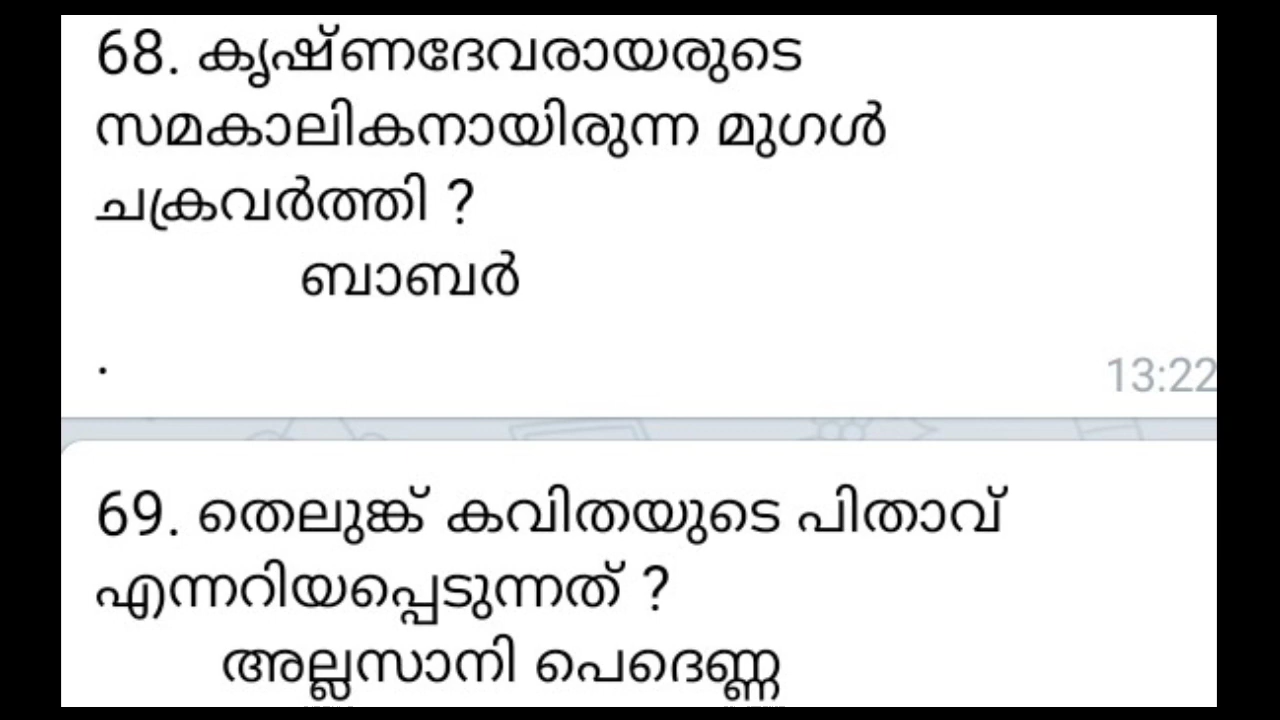 68. കൃഷ്ണദേവരായരുടെ
സമകാലികനായിരുന്ന മുഗൾ
ചക്രവർത്തി ?
ബാബർ
.
13:22
69. തെലുങ്ക് കവിതയുടെ പിതാവ്
എന്നറിയപ്പെടുന്നത് ?
അല്ലസാനി പെദെണ്ണ